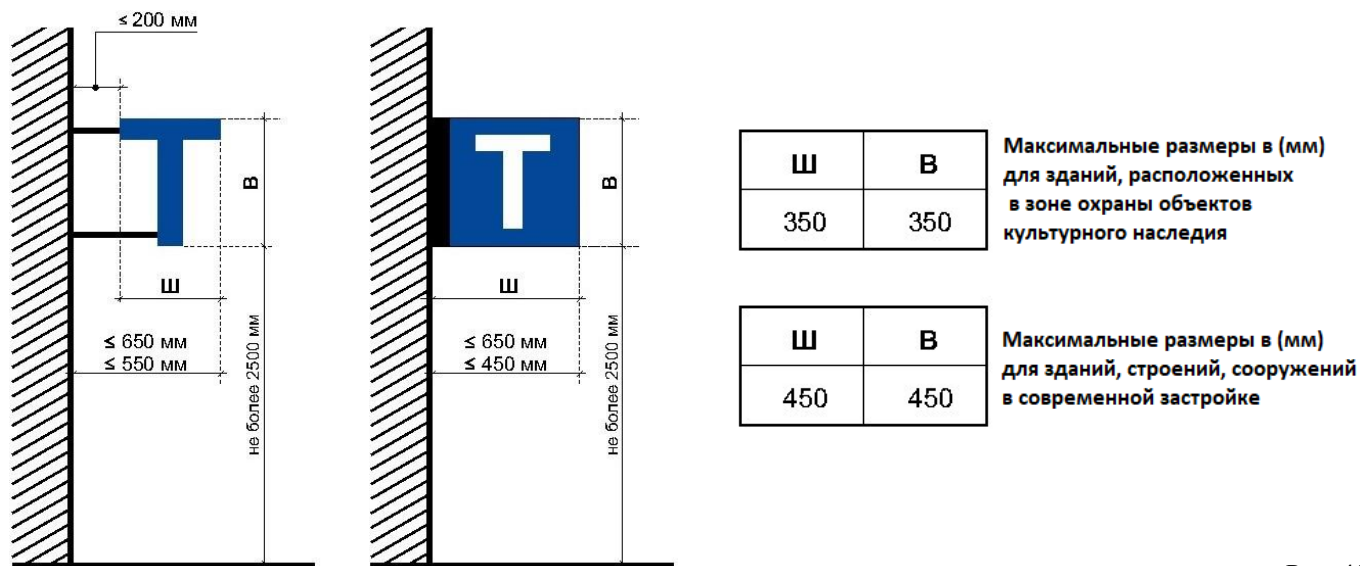 ≤ 200 мм
Т
В
Ш
≤ 650 мм
≤ 550 мм
не более 2500 мм
Т
В
Ш
≤ 650 мм
≤ 450 мм
не более 2500 мм
Ш В
350 350
Максимальные размеры в (мм)
для зданий, расположенных
в зоне охраны объектов
культурного наследия
Ш В
450 450
Максимальные размеры в (мм)
для зданий, строений, сооружений
в современной застройке